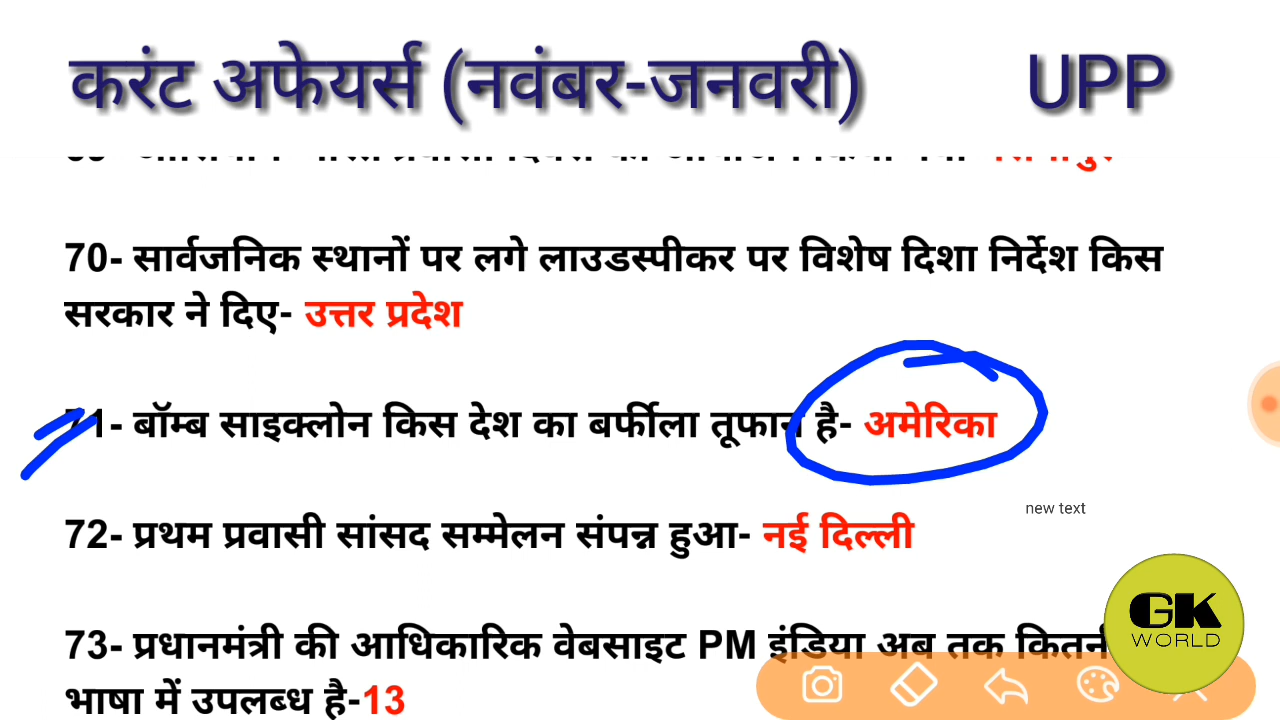 करंट अफेयर्स (नवंबर-जनवरी) UPP
70- सार्वजनिक स्थानों पर लगे लाउडस्पीकर पर विशेष दिशा निर्देश किस
सरकार ने दिए- उत्तर प्रदेश
71- बॉम्ब साइक्लोन किस देश का बर्फीला तूफान है- अमेरिका
new text
72- प्रथम प्रवासी सांसद सम्मेलन संपन्न हुआ- नई दिल्ली
73- प्रधानमंत्री की आधिकारिक वेबसाइट PM इंडिया अब तक
भाषा में उपलब्ध है-13
GK
WORLD